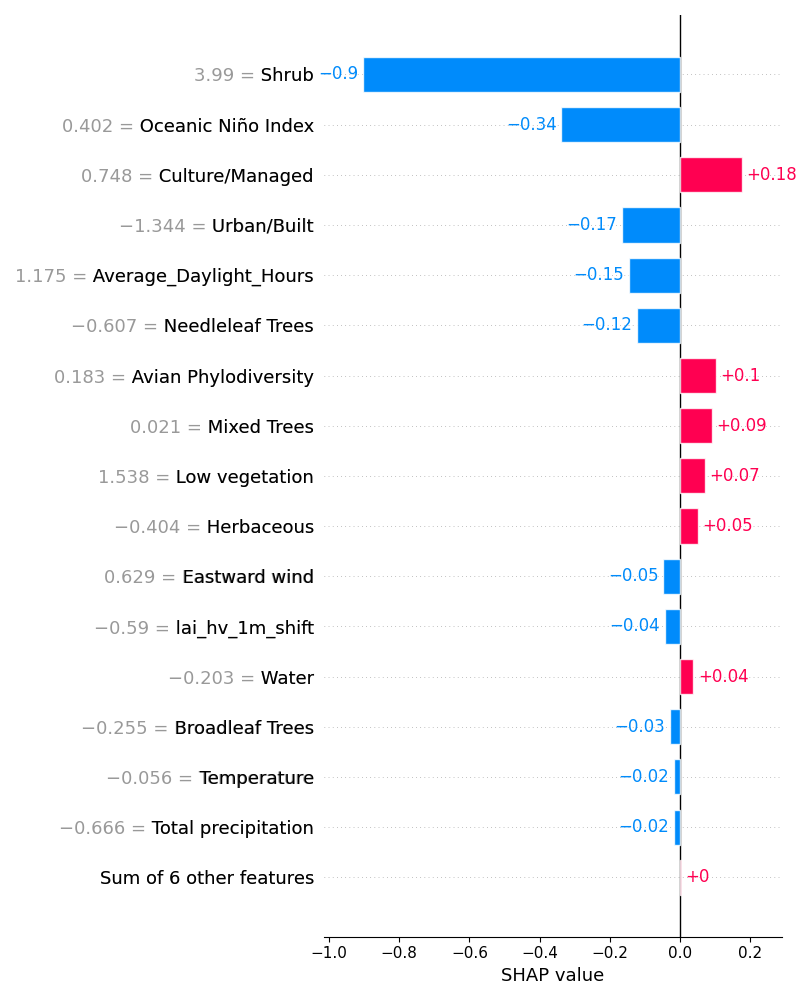 3.99 = Shrub −0.9
0.402 = Oceanic Niño Index −0.34
0.748 = Culture/Managed +0.18
−1.344 = Urban/Built −0.17
1.175 = Average_Daylight_Hours −0.15
−0.607 = Needleleaf Trees −0.12
0.183 = Avian Phylodiversity +0.1
0.021 = Mixed Trees +0.09
1.538 = Low vegetation +0.07
−0.404 = Herbaceous +0.05
0.629 = Eastward wind −0.05
−0.59 = lai_hv_1m_shift −0.04
−0.203 = Water +0.04
−0.255 = Broadleaf Trees −0.03
−0.056 = Temperature −0.02
−0.666 = Total precipitation −0.02
Sum of 6 other features +0
−1.0 −0.8 −0.6 −0.4 −0.2 0.0 0.2
SHAP value